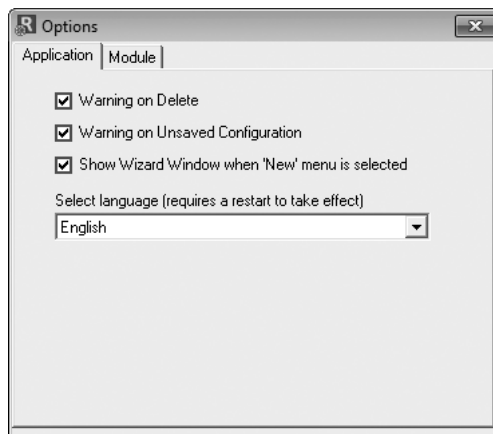 R Options
Application Module
Warning on Delete
Warning on Unsaved Configuration
Show Wizard Window when 'New' menu is selected
Select language (requires a restart to take effect)
English